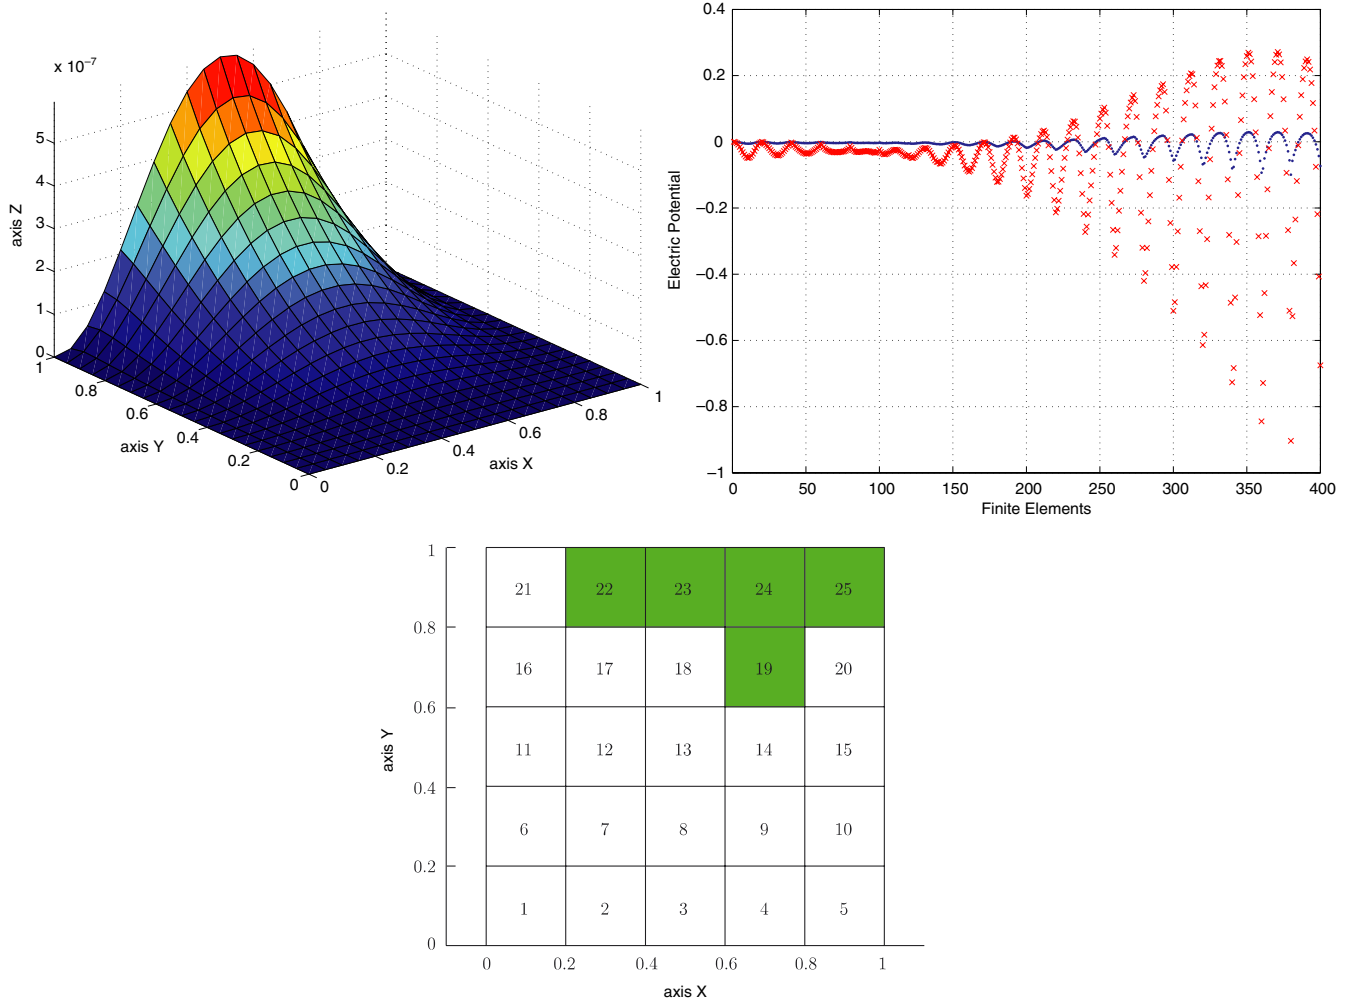 x 10⁻⁷
5
4
3
2
1
0
axis Z
1
0.8
0.6
0.4
0.2
0
axis Y
0
0.2
0.4
0.6
0.8
1
axis X
0.4
0.2
0
−0.2
−0.4
−0.6
−0.8
−1
Electric Potential
0 50 100 150 200 250 300 350 400
Finite Elements
1
0.8
0.6
0.4
0.2
0
axis Y
21 22 23 24 25
16 17 18 19 20
11 12 13 14 15
6 7 8 9 10
1 2 3 4 5
0 0.2 0.4 0.6 0.8 1
axis X